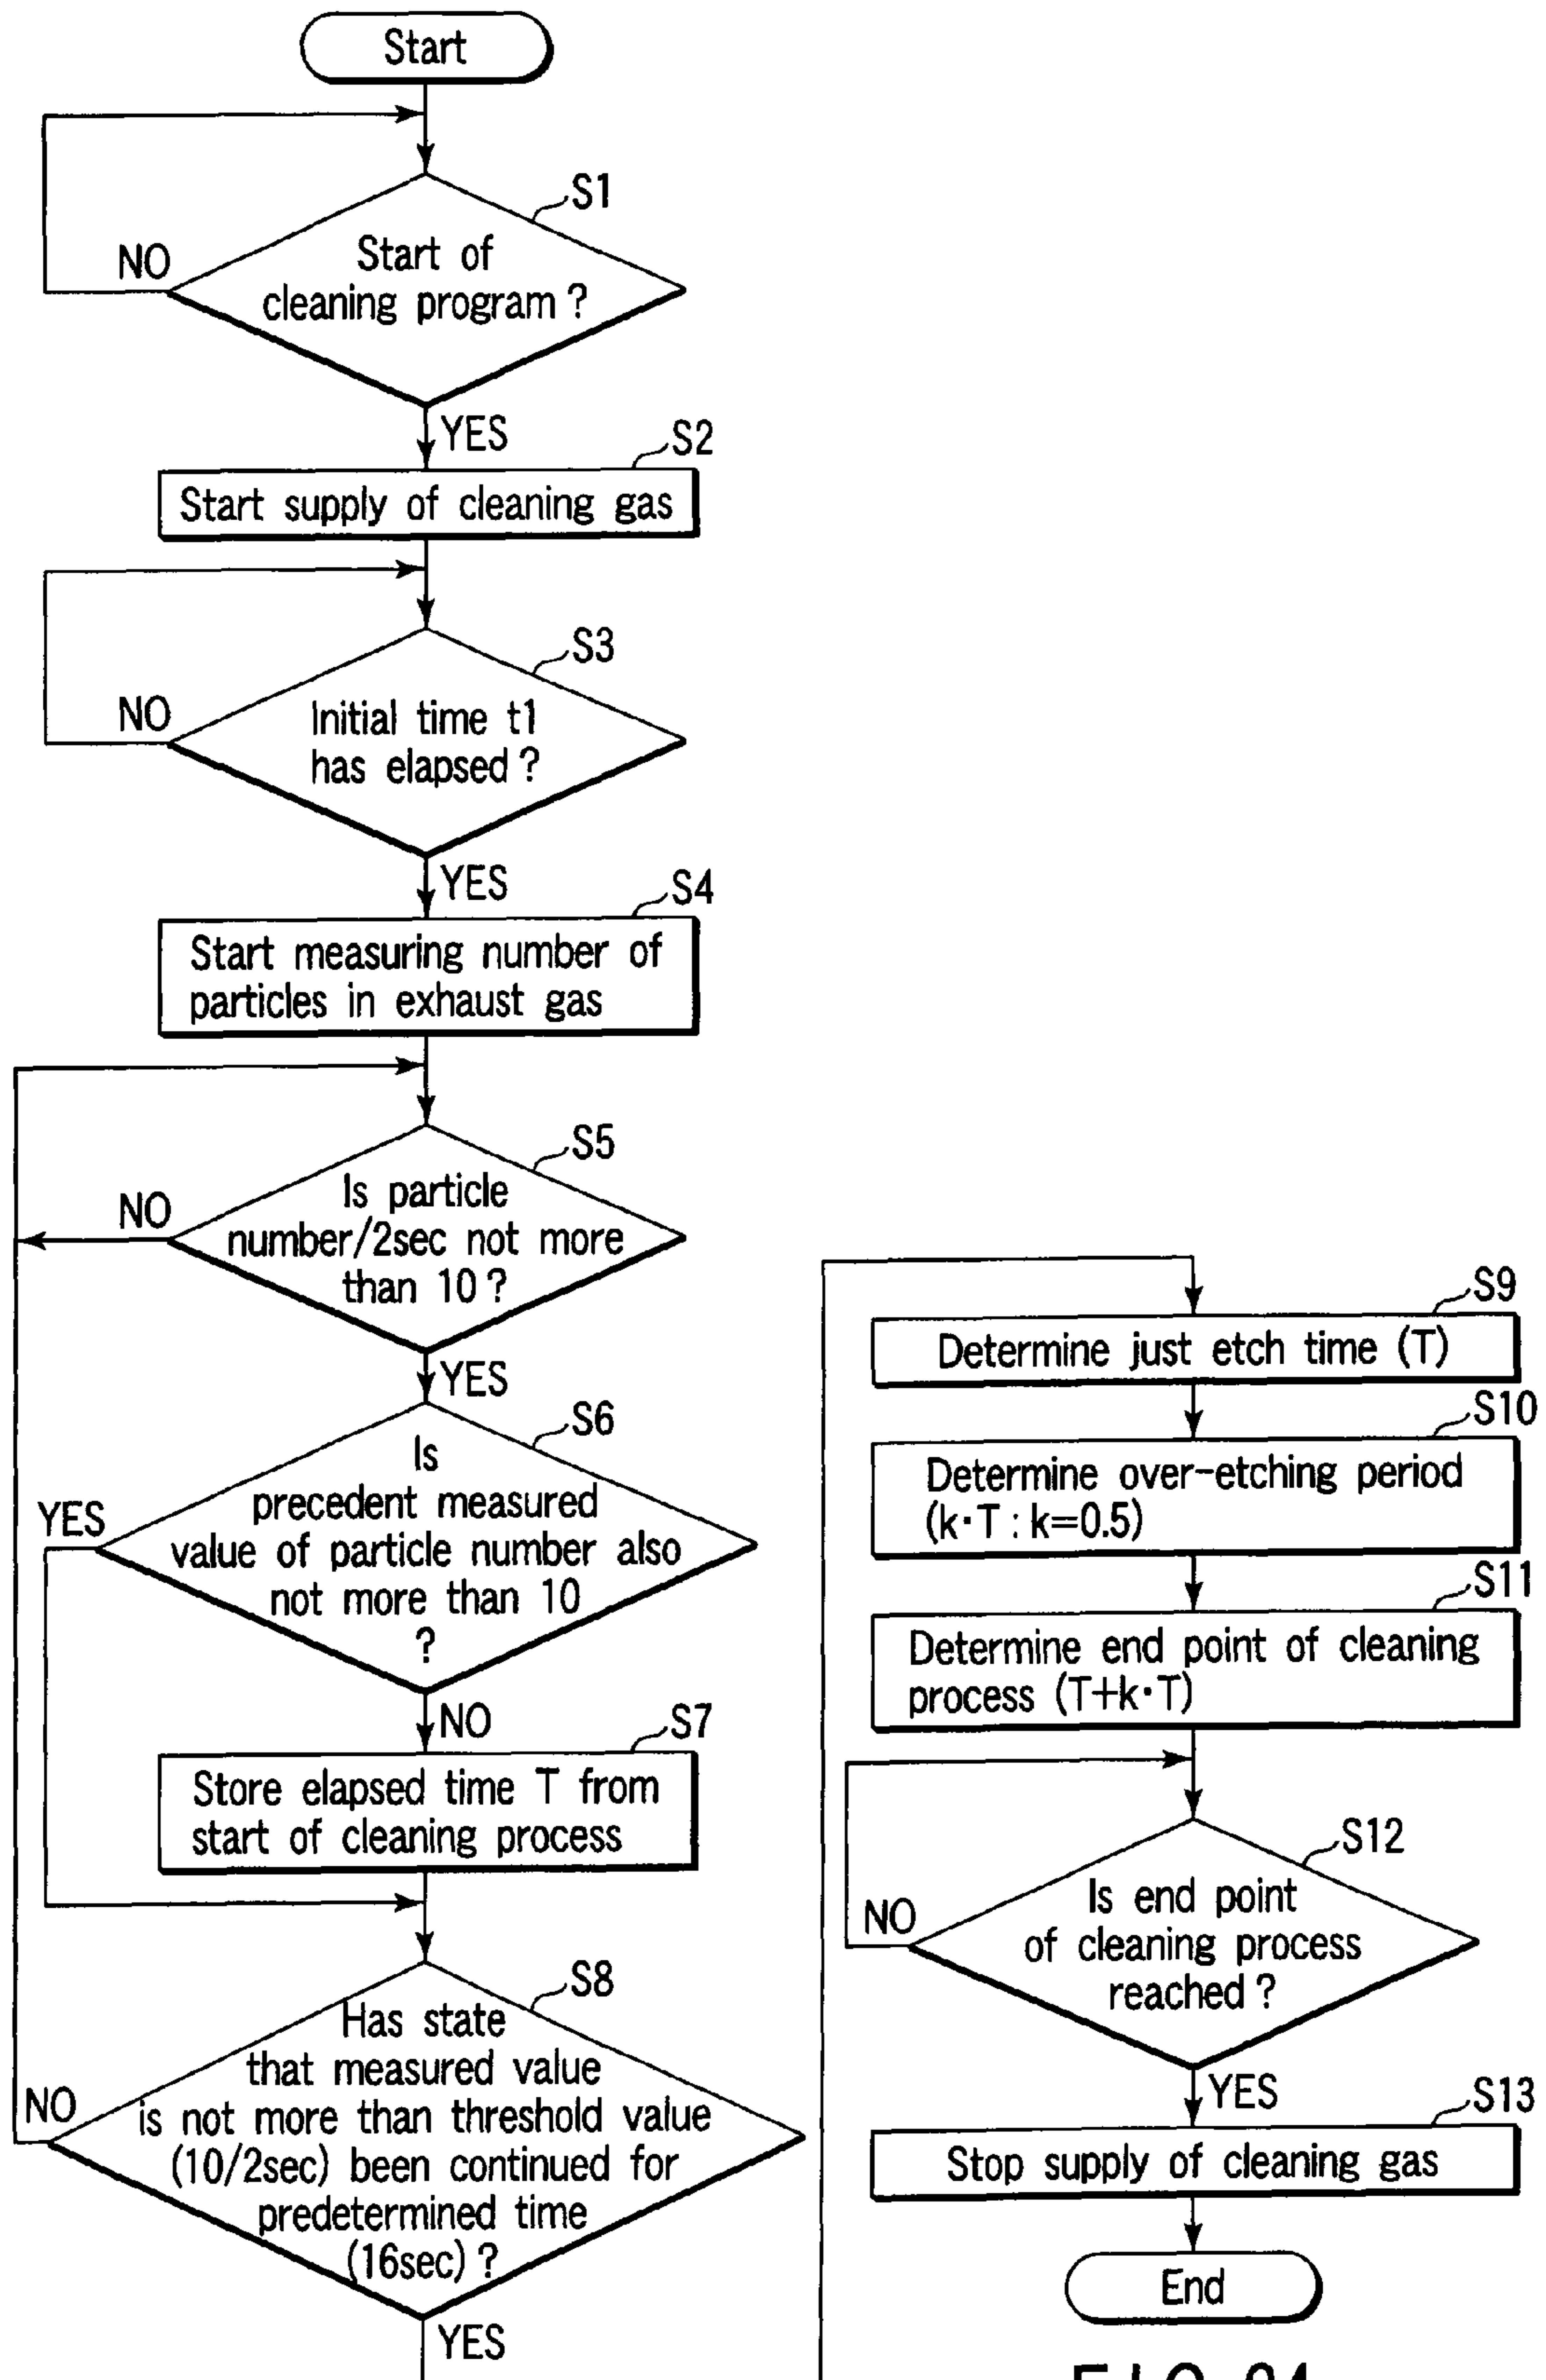 Start
S1
Start of
cleaning program?
NO
YES
S2
Start supply of cleaning gas
S3
Initial time t1
has elapsed?
NO
YES
S4
Start measuring number of
particles in exhaust gas
S5
Is particle
number/2sec not more
than 10?
NO
YES
S6
Is
precedent measured
value of particle number also
not more than 10
?
YES
NO
S7
Store elapsed time T from
start of cleaning process
S8
Has state
that measured value
is not more than threshold value
(10/2sec) been continued for
predetermined time
(16sec)?
NO
YES
S9
Determine just etch time (T)
S10
Determine over-etching period
(k·T : k=0.5)
S11
Determine end point of cleaning
process (T+k·T)
S12
Is end point
of cleaning process
reached?
NO
YES
S13
Stop supply of cleaning gas
End